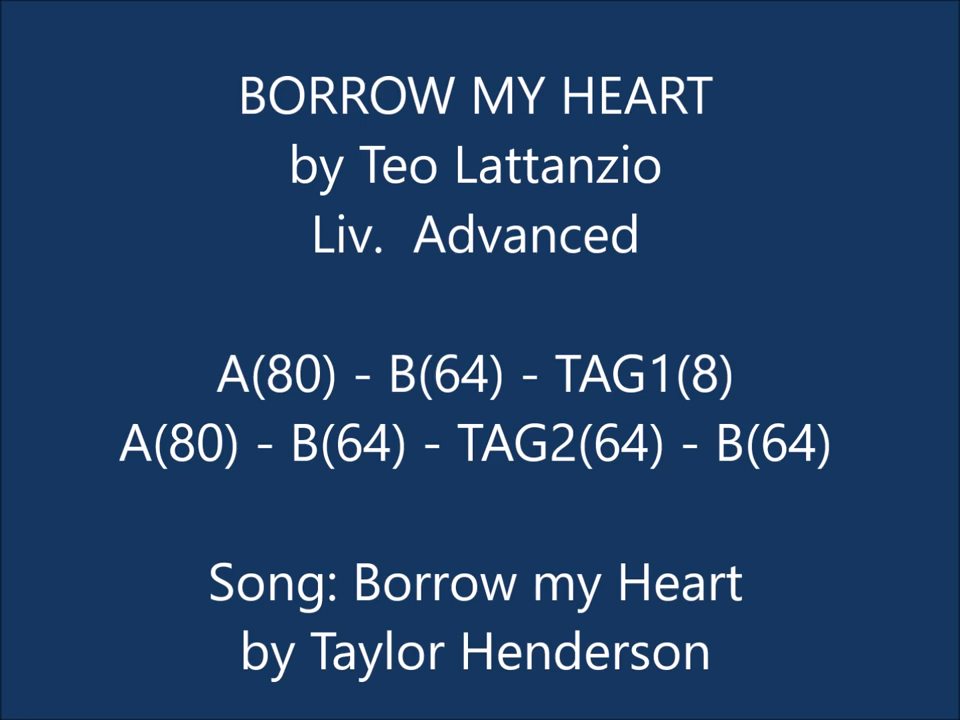 BORROW MY HEART
by Teo Lattanzio
Liv.  Advanced
A(80) - B(64) - TAG1(8)
A(80) - B(64) - TAG2(64) - B(64)
Song: Borrow my Heart
by Taylor Henderson